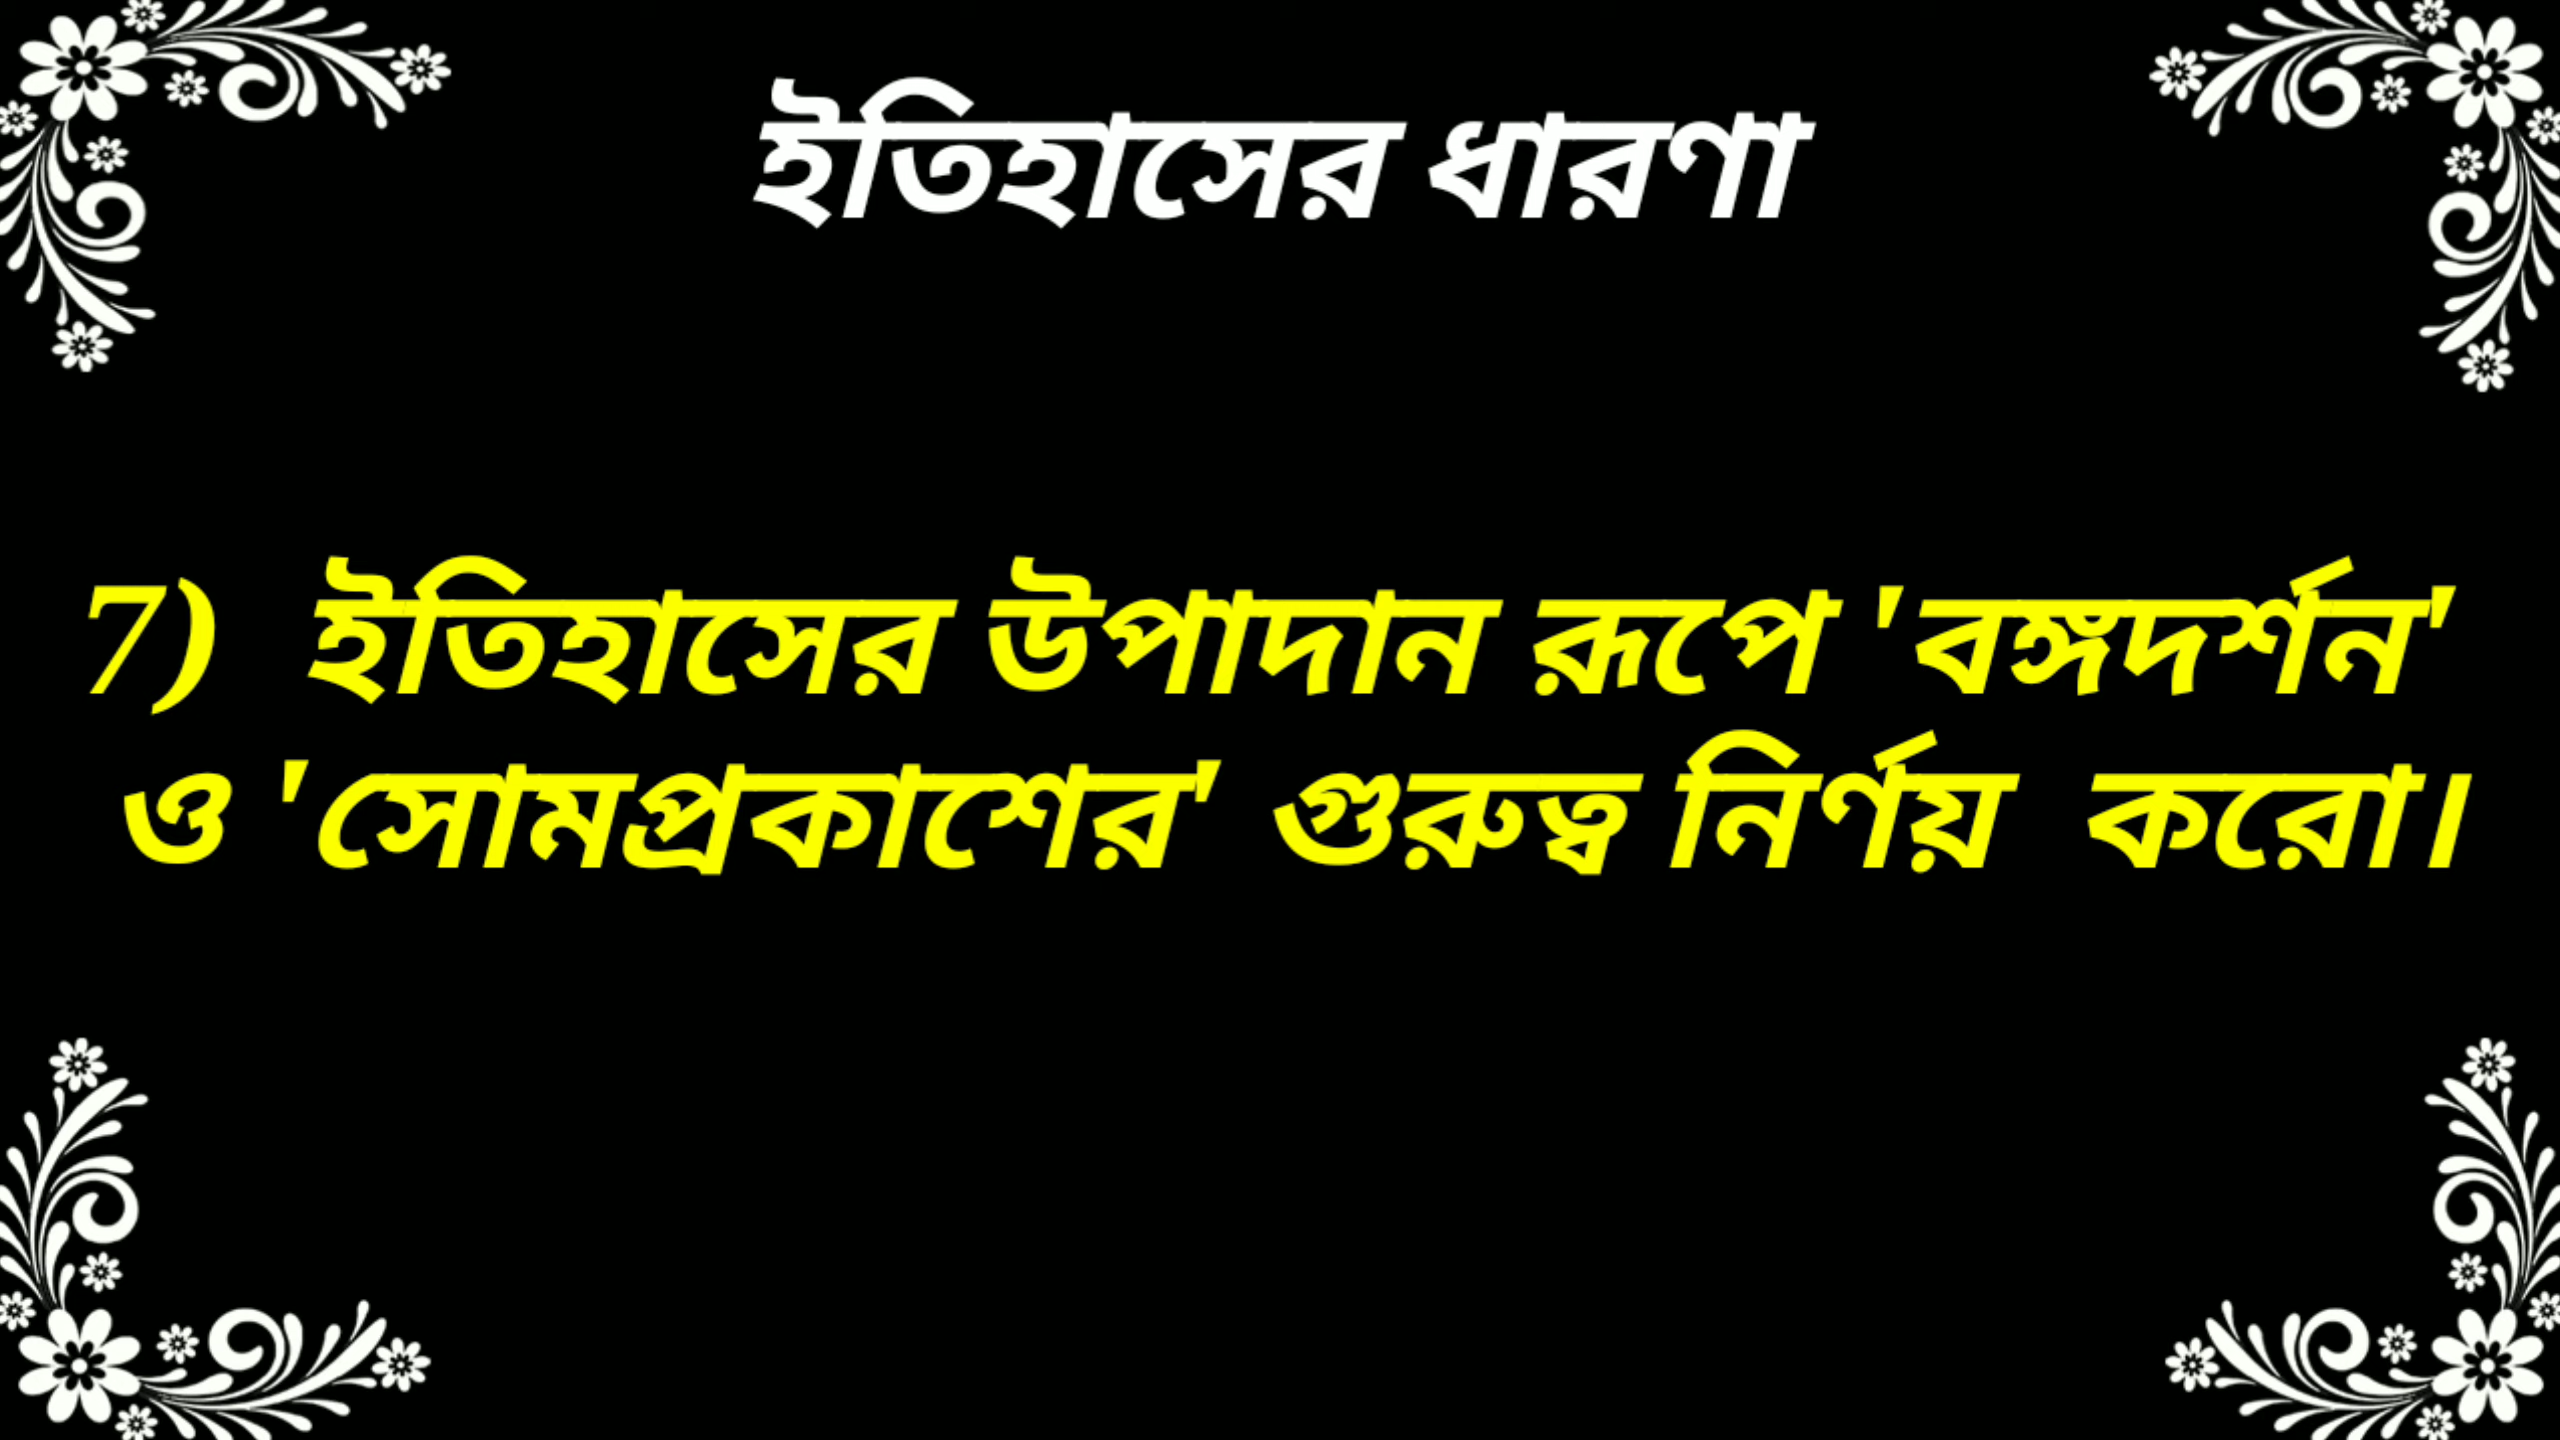 ইতিহাসের ধারণা
7) ইতিহাসের উপাদান রূপে 'বঙ্গদর্শন'
ও 'সোমপ্রকাশের' গুরুত্ব নির্ণয় করো।